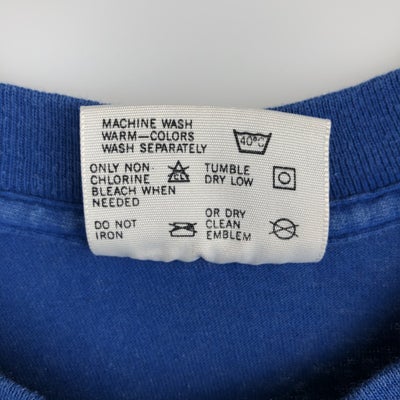 MACHINE WASH
WARM—COLORS
WASH SEPARATELY
40°C
ONLY NON
CHLORINE
BLEACH WHEN
NEEDED
CL
TUMBLE
DRY LOW
DO NOT
IRON
OR DRY
CLEAN
EMBLEM